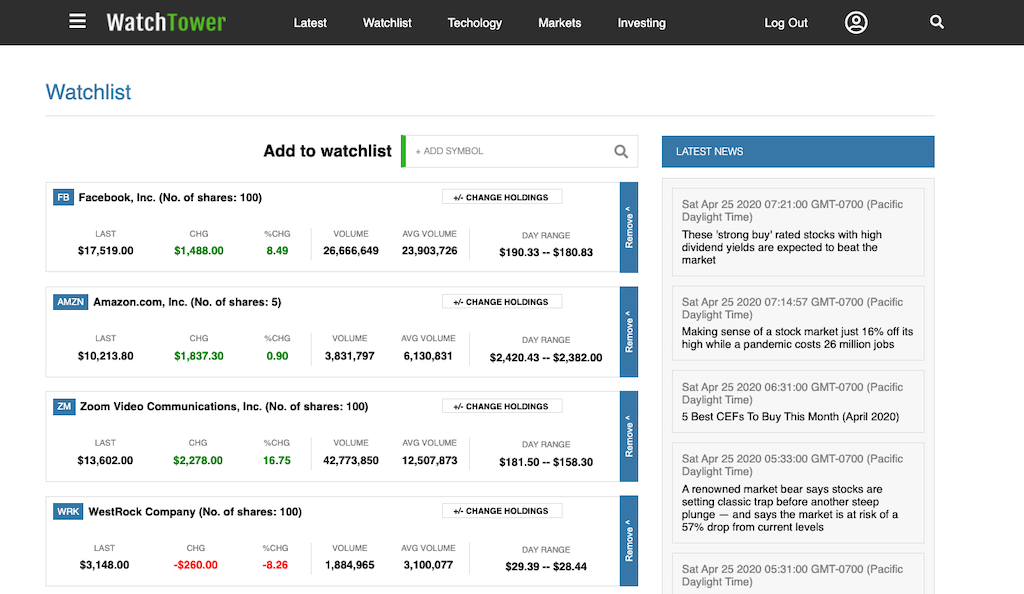 WatchTower Latest Watchlist Techology Markets Investing Log Out
Watchlist
Add to watchlist + ADD SYMBOL
FB Facebook, Inc. (No. of shares: 100) +/- CHANGE HOLDINGS
LAST CHG %CHG VOLUME AVG VOLUME DAY RANGE
$17,519.00 $1,488.00 8.49 26,666,649 23,903,726 $190.33 -- $180.83
Remove ^
AMZN Amazon.com, Inc. (No. of shares: 5) +/- CHANGE HOLDINGS
LAST CHG %CHG VOLUME AVG VOLUME DAY RANGE
$10,213.80 $1,837.30 0.90 3,831,797 6,130,831 $2,420.43 -- $2,382.00
Remove ^
ZM Zoom Video Communications, Inc. (No. of shares: 100) +/- CHANGE HOLDINGS
LAST CHG %CHG VOLUME AVG VOLUME DAY RANGE
$13,602.00 $2,278.00 16.75 42,773,850 12,507,873 $181.50 -- $158.30
Remove ^
WRK WestRock Company (No. of shares: 100) +/- CHANGE HOLDINGS
LAST CHG %CHG VOLUME AVG VOLUME DAY RANGE
$3,148.00 -$260.00 -8.26 1,884,965 3,100,077 $29.39 -- $28.44
Remove ^
LATEST NEWS
Sat Apr 25 2020 07:21:00 GMT-0700 (Pacific
Daylight Time)
These 'strong buy' rated stocks with high
dividend yields are expected to beat the
market
Sat Apr 25 2020 07:14:57 GMT-0700 (Pacific
Daylight Time)
Making sense of a stock market just 16% off its
high while a pandemic costs 26 million jobs
Sat Apr 25 2020 06:31:00 GMT-0700 (Pacific
Daylight Time)
5 Best CEFs To Buy This Month (April 2020)
Sat Apr 25 2020 05:33:00 GMT-0700 (Pacific
Daylight Time)
A renowned market bear says stocks are
setting classic trap before another steep
plunge — and says the market is at risk of a
57% drop from current levels
Sat Apr 25 2020 05:31:00 GMT-0700 (Pacific
Daylight Time)